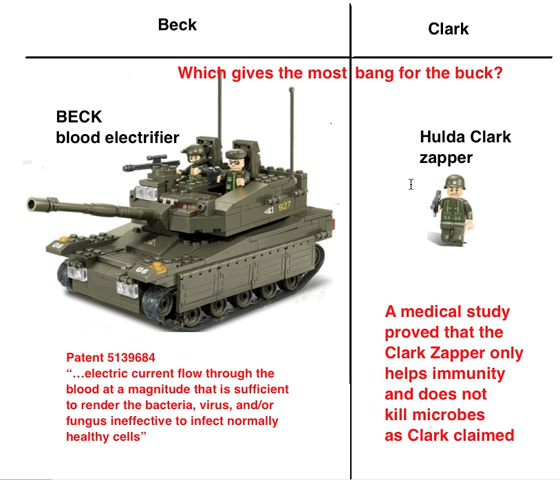 Beck
Clark
Which gives the most bang for the buck?
BECK
blood electrifier
Hulda Clark
zapper
927
Patent 5139684
“…electric current flow through the
blood at a magnitude that is sufficient
to render the bacteria, virus, and/or
fungus ineffective to infect normally
healthy cells”
A medical study
proved that the
Clark Zapper only
helps immunity
and does not
kill microbes
as Clark claimed